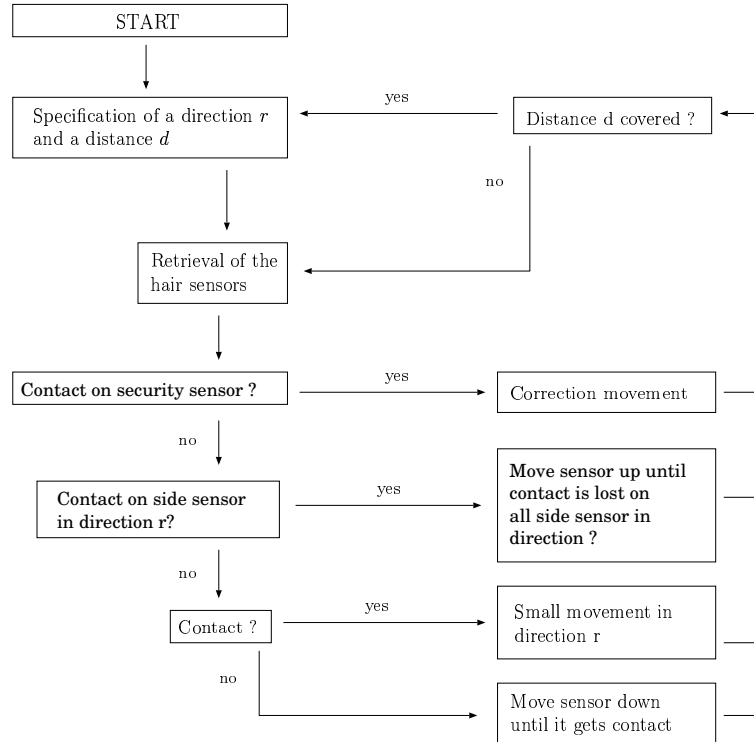 START
Specification of a direction r
and a distance d
yes
Distance d covered ?
no
Retrieval of the
hair sensors
Contact on security sensor ?
yes
Correction movement
no
Contact on side sensor
in direction r?
yes
Move sensor up until
contact is lost on
all side sensor in
direction ?
no
Contact ?
yes
Small movement in
direction r
no
Move sensor down
until it gets contact